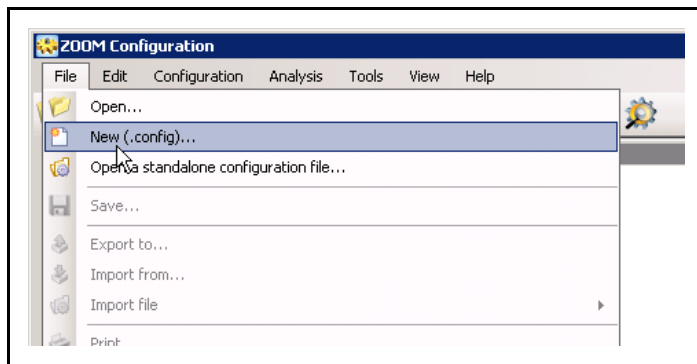 ZOOM Configuration
File Edit Configuration Analysis Tools View Help
Open...
New (.config)...
Open a standalone configuration file...
Save...
Export to...
Import from...
Import file
Print